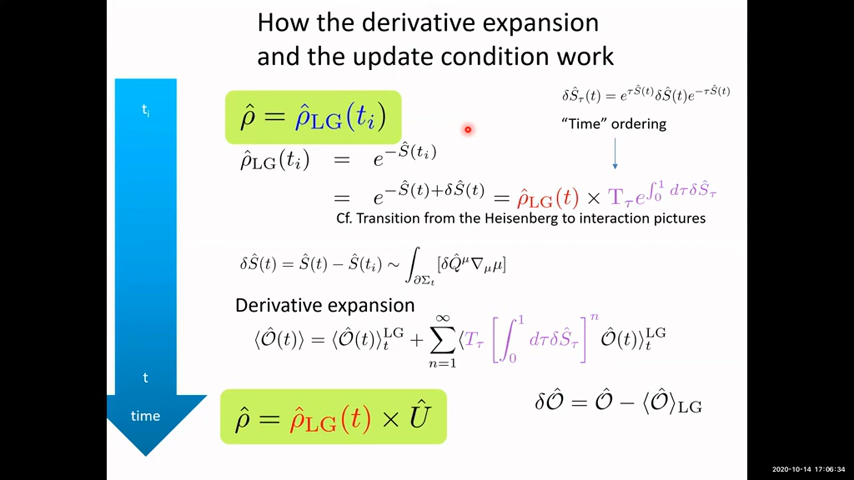 How the derivative expansion
and the update condition work
t_i
ρ̂ = ρ̂_LG(t_i)
δŜ_τ(t) = e^{τŜ(t)} δŜ(t) e^{−τŜ(t)}
"Time" ordering
ρ̂_LG(t_i) = e^{−Ŝ(t_i)}
= e^{−Ŝ(t)+δŜ(t)} = ρ̂_LG(t) × T_τ e^{∫_0^1 dτ δŜ_τ}
Cf. Transition from the Heisenberg to interaction pictures
δŜ(t) = Ŝ(t) − Ŝ(t_i) ∼ ∫_{∂Σ_t} [δQ̂^μ ∇_μ μ]
Derivative expansion
⟨Ô(t)⟩ = ⟨Ô(t)⟩_t^LG + ∑_{n=1}^∞ ⟨T_τ [∫_0^1 dτ δŜ_τ]^n Ô(t)⟩_t^LG
t
time
ρ̂ = ρ̂_LG(t) × Û
δÔ = Ô − ⟨Ô⟩_LG
2020-10-14 17:06:34